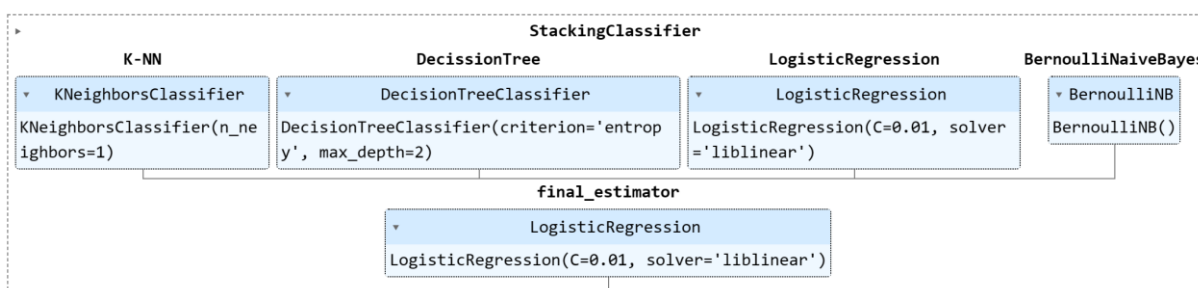 StackingClassifier
K-NN
DecissionTree
LogisticRegression
BernoulliNaiveBayes
KNeighborsClassifier
DecisionTreeClassifier
LogisticRegression
BernoulliNB
KNeighborsClassifier(n_ne
ighbors=1)
DecisionTreeClassifier(criterion='entrop
y', max_depth=2)
LogisticRegression(C=0.01, solver
='liblinear')
BernoulliNB()
final_estimator
LogisticRegression
LogisticRegression(C=0.01, solver='liblinear')